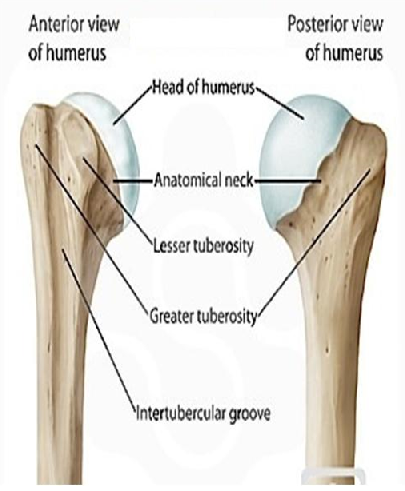 Anterior view
of humerus
Posterior view
of humerus
Head of humerus
Anatomical neck
Lesser tuberosity
Greater tuberosity
Intertubercular groove